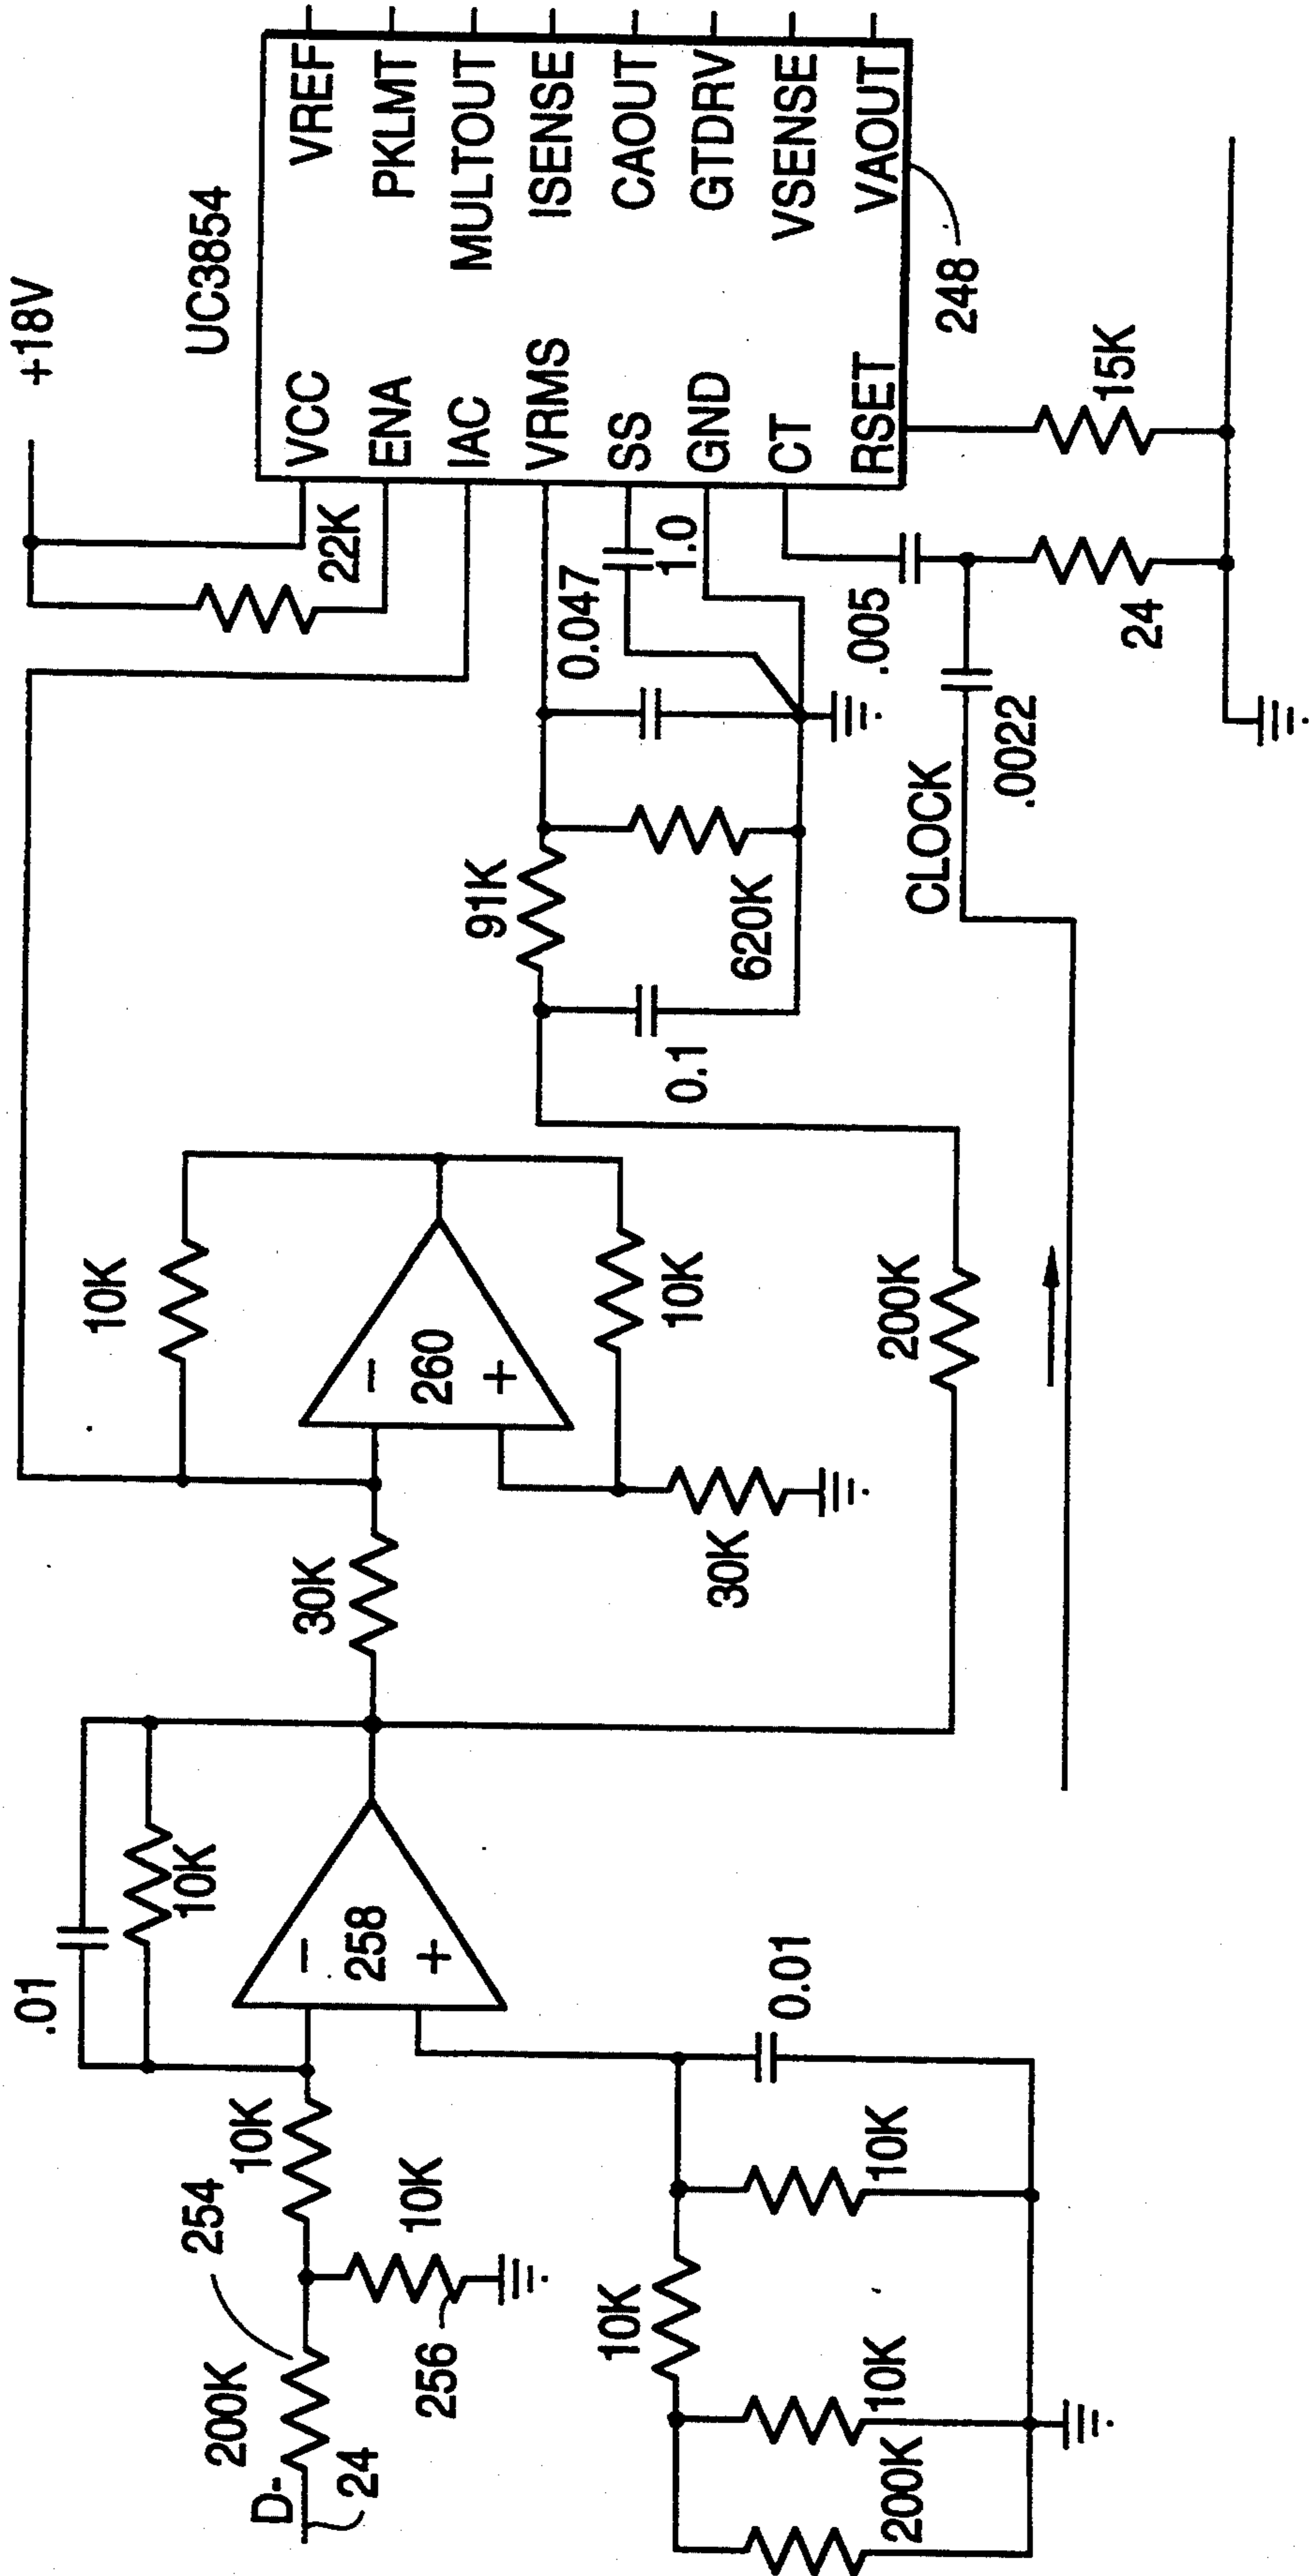 +18V
UC3854
VCC
ENA
IAC
VRMS
SS
GND
CT
RSET
VREF
PKLMT
MULTOUT
ISENSE
CAOUT
GTDRV
VSENSE
VAOUT
248
22K
0.047
1.0
.005
.0022
CLOCK
24
15K
91K
620K
0.1
200K
10K
-
260
+
10K
30K
30K
.01
10K
-
258
+
0.01
D-
24
200K
254
10K
10K
256
10K
10K
10K
200K